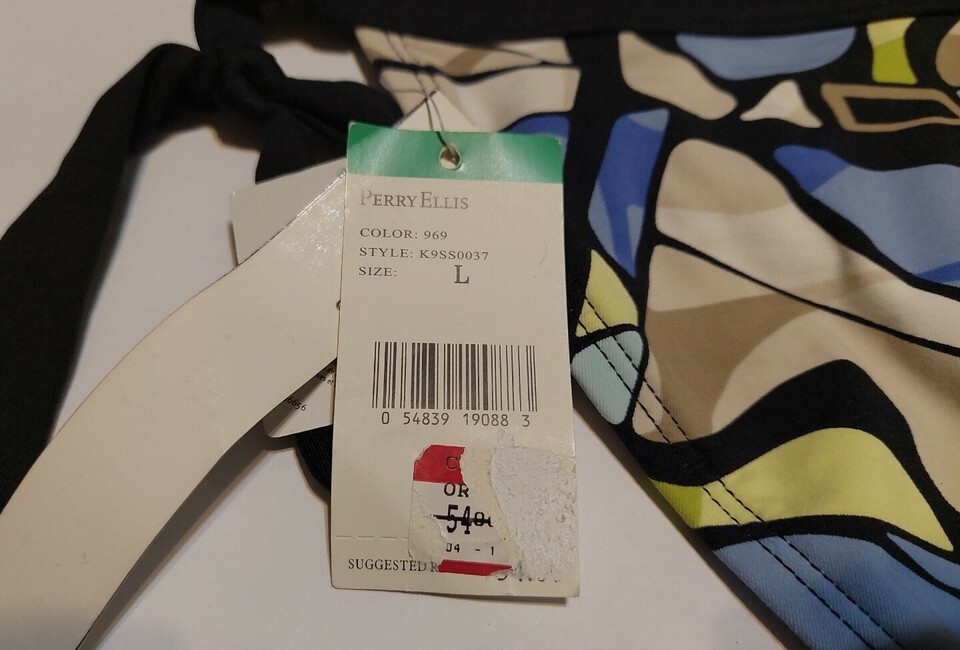 PERRY ELLIS
COLOR: 969
STYLE: K9SS0037
SIZE: L
0 54839 19088 3
C
OR
54
04 - 1
SUGGESTED R